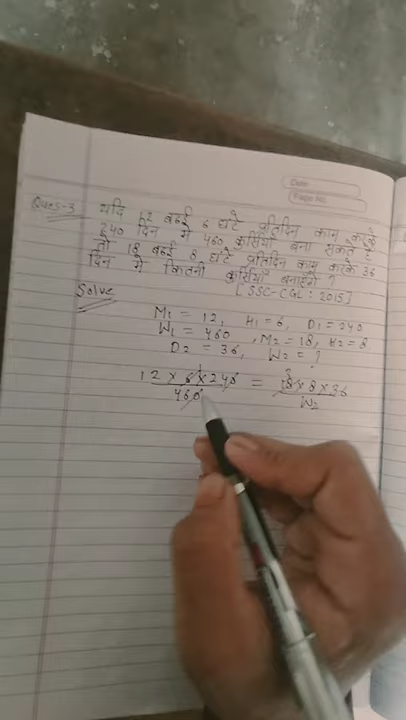 Date:
Page No.
Ques-3 यदि 12 बढ़ई 6 घंटे प्रतिदिन काम करके
240 दिन में 460 कुर्सियाँ बना सकते हैं
तो 18 बढ़ई 8 घंटे प्रतिदिन काम करके 36
दिन में कितनी कुर्सियाँ बनाएंगे ?
[SSC-CGL : 2015]
Solve
M₁ = 12, H₁ = 6, D₁ = 240
W₁ = 460, M₂ = 18, H₂ = 8
D₂ = 36, W₂ = ?
12 × 6 × 240 / 460 = 18 × 8 × 36 / W₂